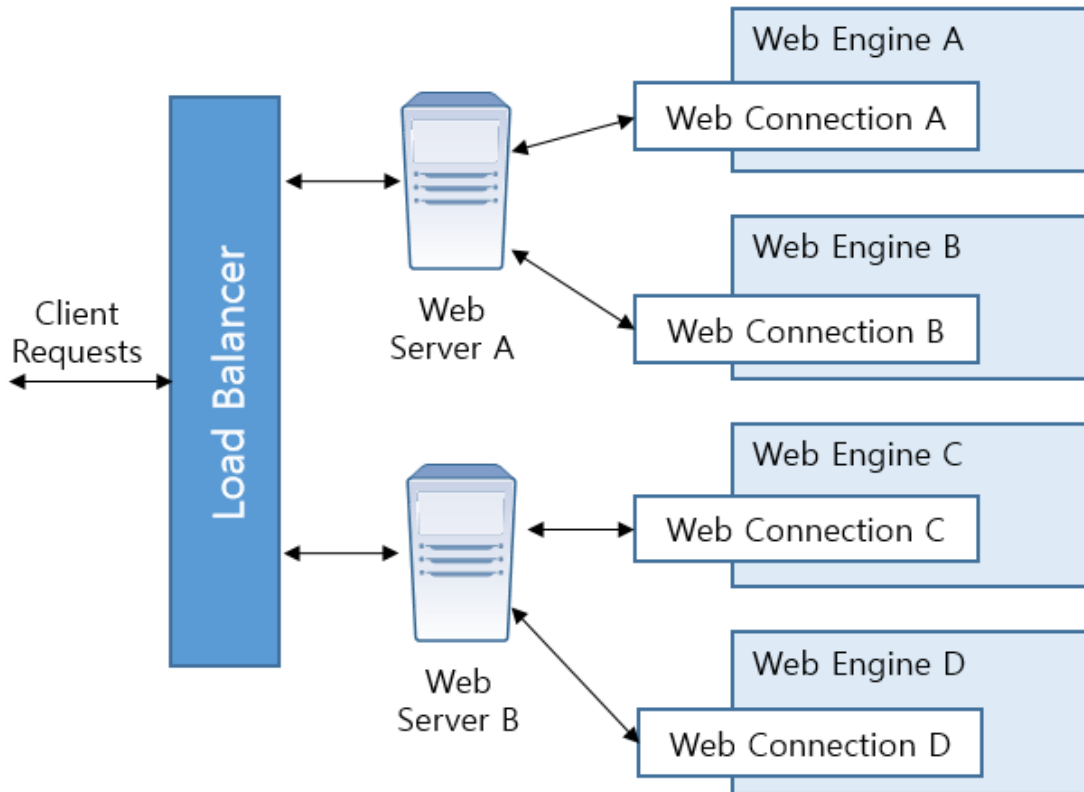 Client
Requests
Load Balancer
Web
Server A
Web
Server B
Web Engine A
Web Connection A
Web Engine B
Web Connection B
Web Engine C
Web Connection C
Web Engine D
Web Connection D